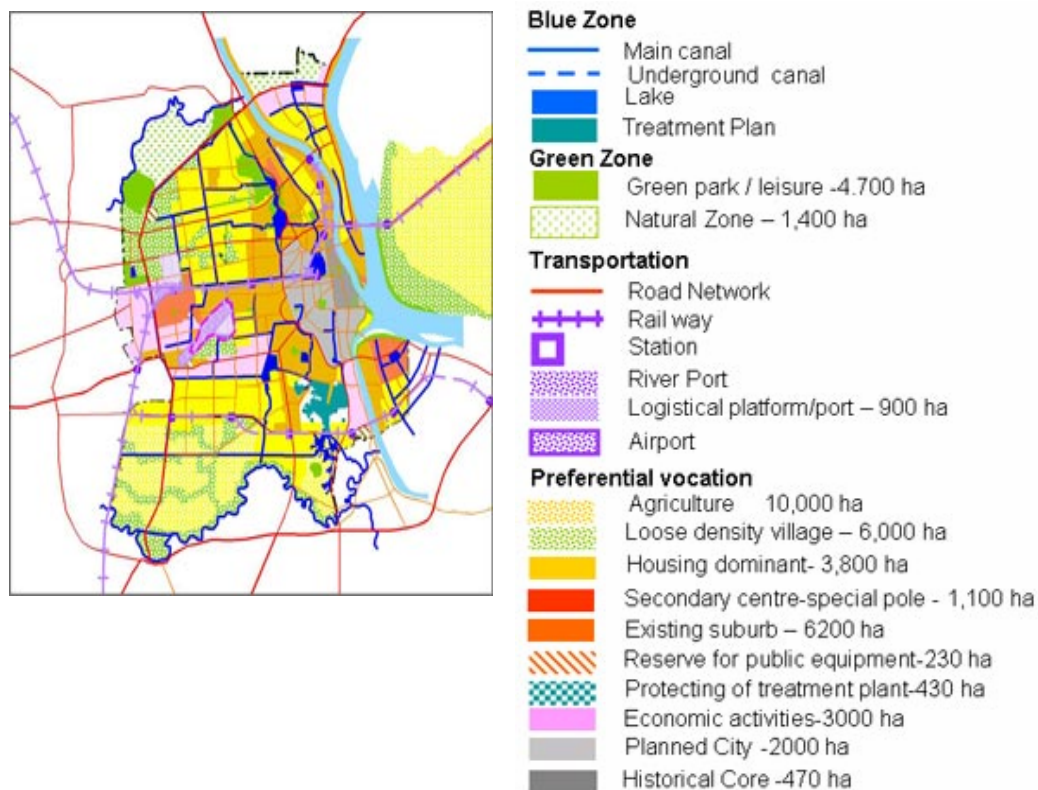 Blue Zone
Main canal
Underground canal
Lake
Treatment Plan
Green Zone
Green park / leisure -4.700 ha
Natural Zone – 1,400 ha
Transportation
Road Network
Rail way
Station
River Port
Logistical platform/port – 900 ha
Airport
Preferential vocation
Agriculture 10,000 ha
Loose density village – 6,000 ha
Housing dominant- 3,800 ha
Secondary centre-special pole - 1,100 ha
Existing suburb – 6200 ha
Reserve for public equipment-230 ha
Protecting of treatment plant-430 ha
Economic activities-3000 ha
Planned City -2000 ha
Historical Core -470 ha